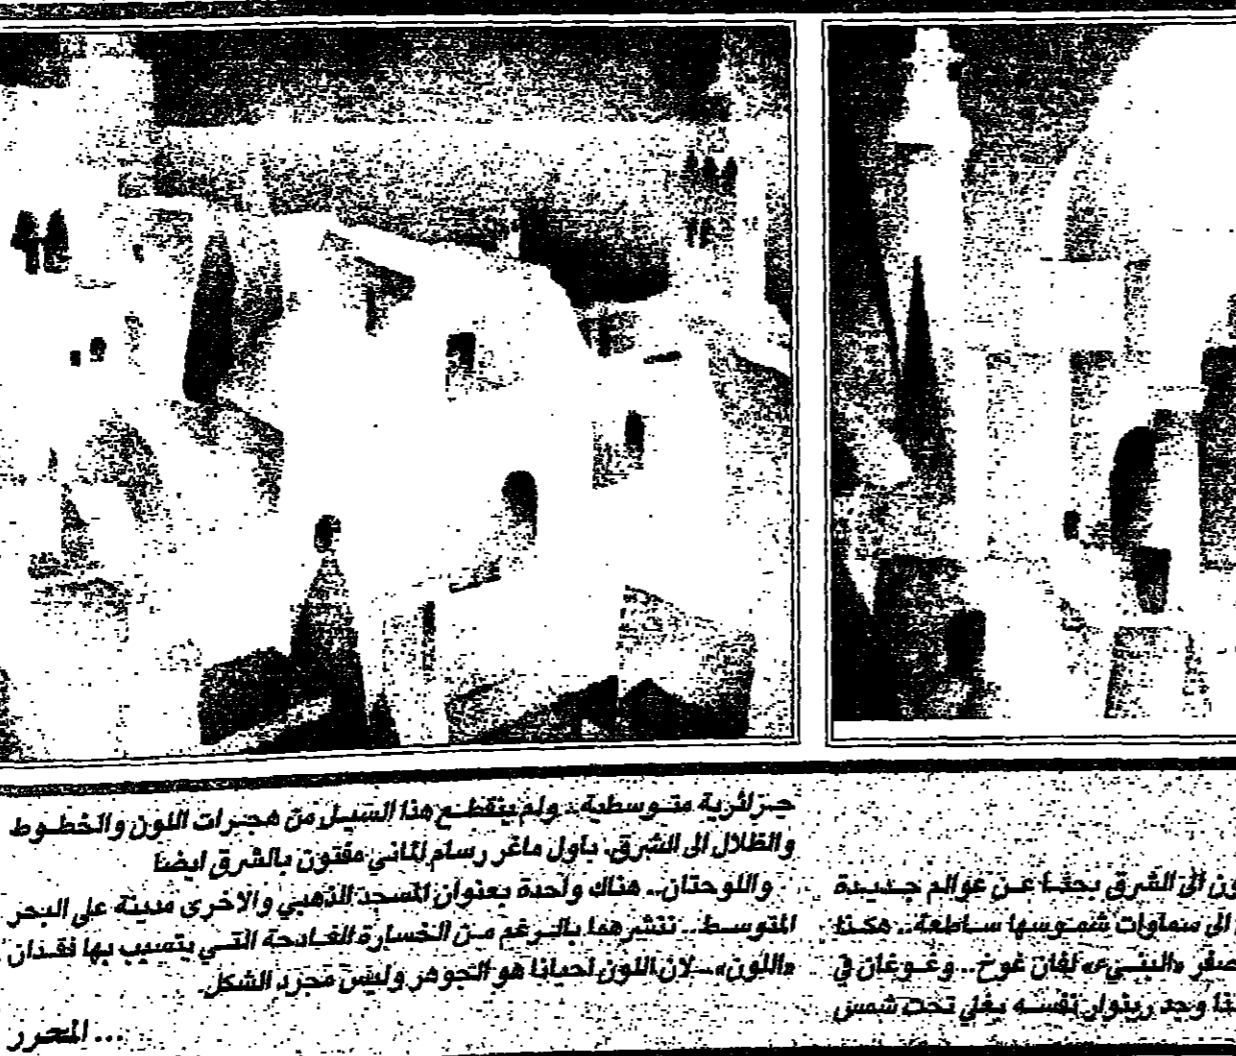 ون الى الشرق بحثا عن عوالم جديدة
الى سماوات شموسها ساطعة.. هكذا
صفر «البنيء» لفان غوخ.. وغوغان في
نا وجد رينوار نفسه يغلي تحت شمس
جزائرية متوسطية.. ولم ينقطع هذا السيل من هجرات اللون والخطوط
والظلال الى الشرق. باول ماغر رسام الماني مفتون بالشرق ايضا
واللوحتان.. هناك واحدة بعنوان المسجد الذهبي والاخرى مدينة على البحر
المتوسط.. ننشرهما بالرغم من الخسارة الفادحة التي يتسبب بها فقدان
«اللون».. لان اللون احيانا هو الجوهر وليس مجرد الشكل.
... المحرر